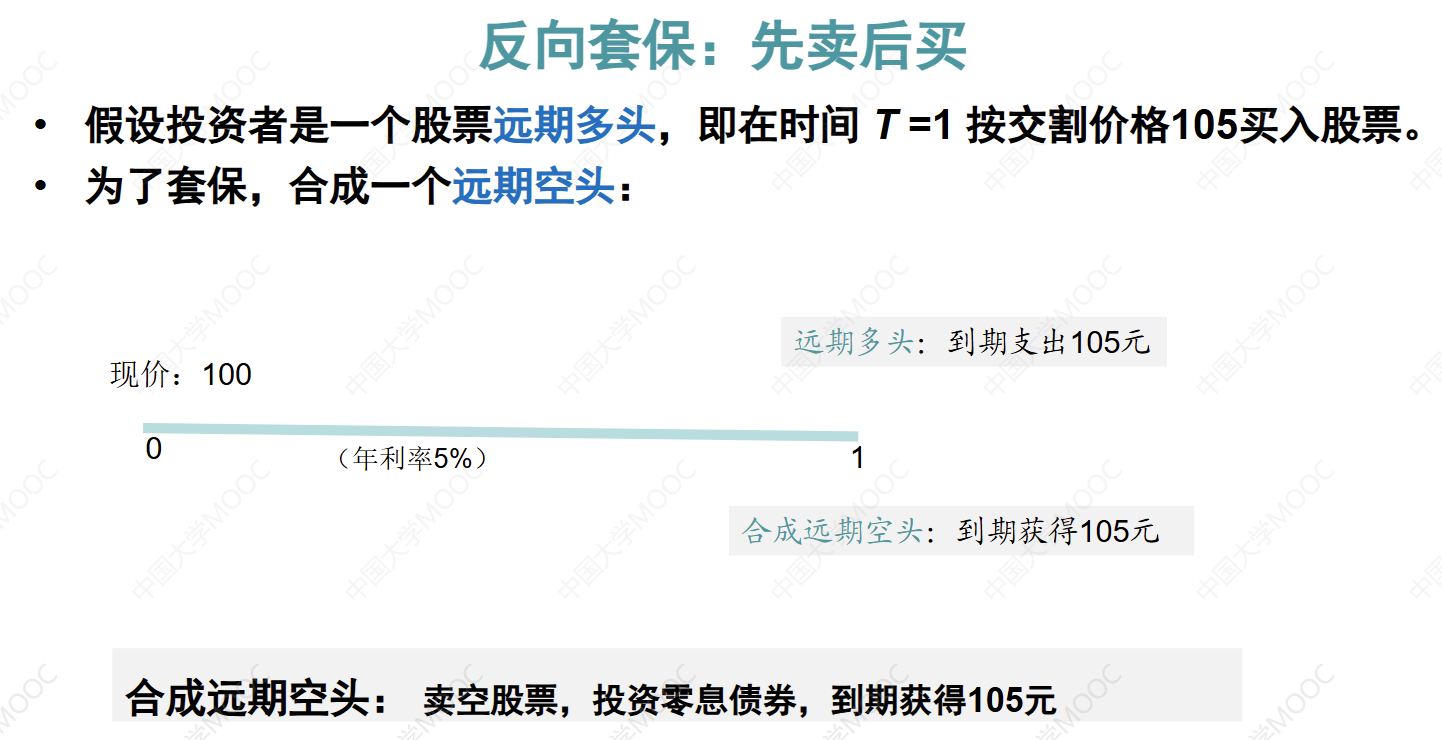 反向套保：先卖后买
• 假设投资者是一个股票远期多头，即在时间 T =1 按交割价格105买入股票。
• 为了套保，合成一个远期空头：
远期多头：到期支出105元
现价：100
0
（年利率5%）
1
合成远期空头：到期获得105元
合成远期空头： 卖空股票，投资零息债券，到期获得105元
中国大学MOOC